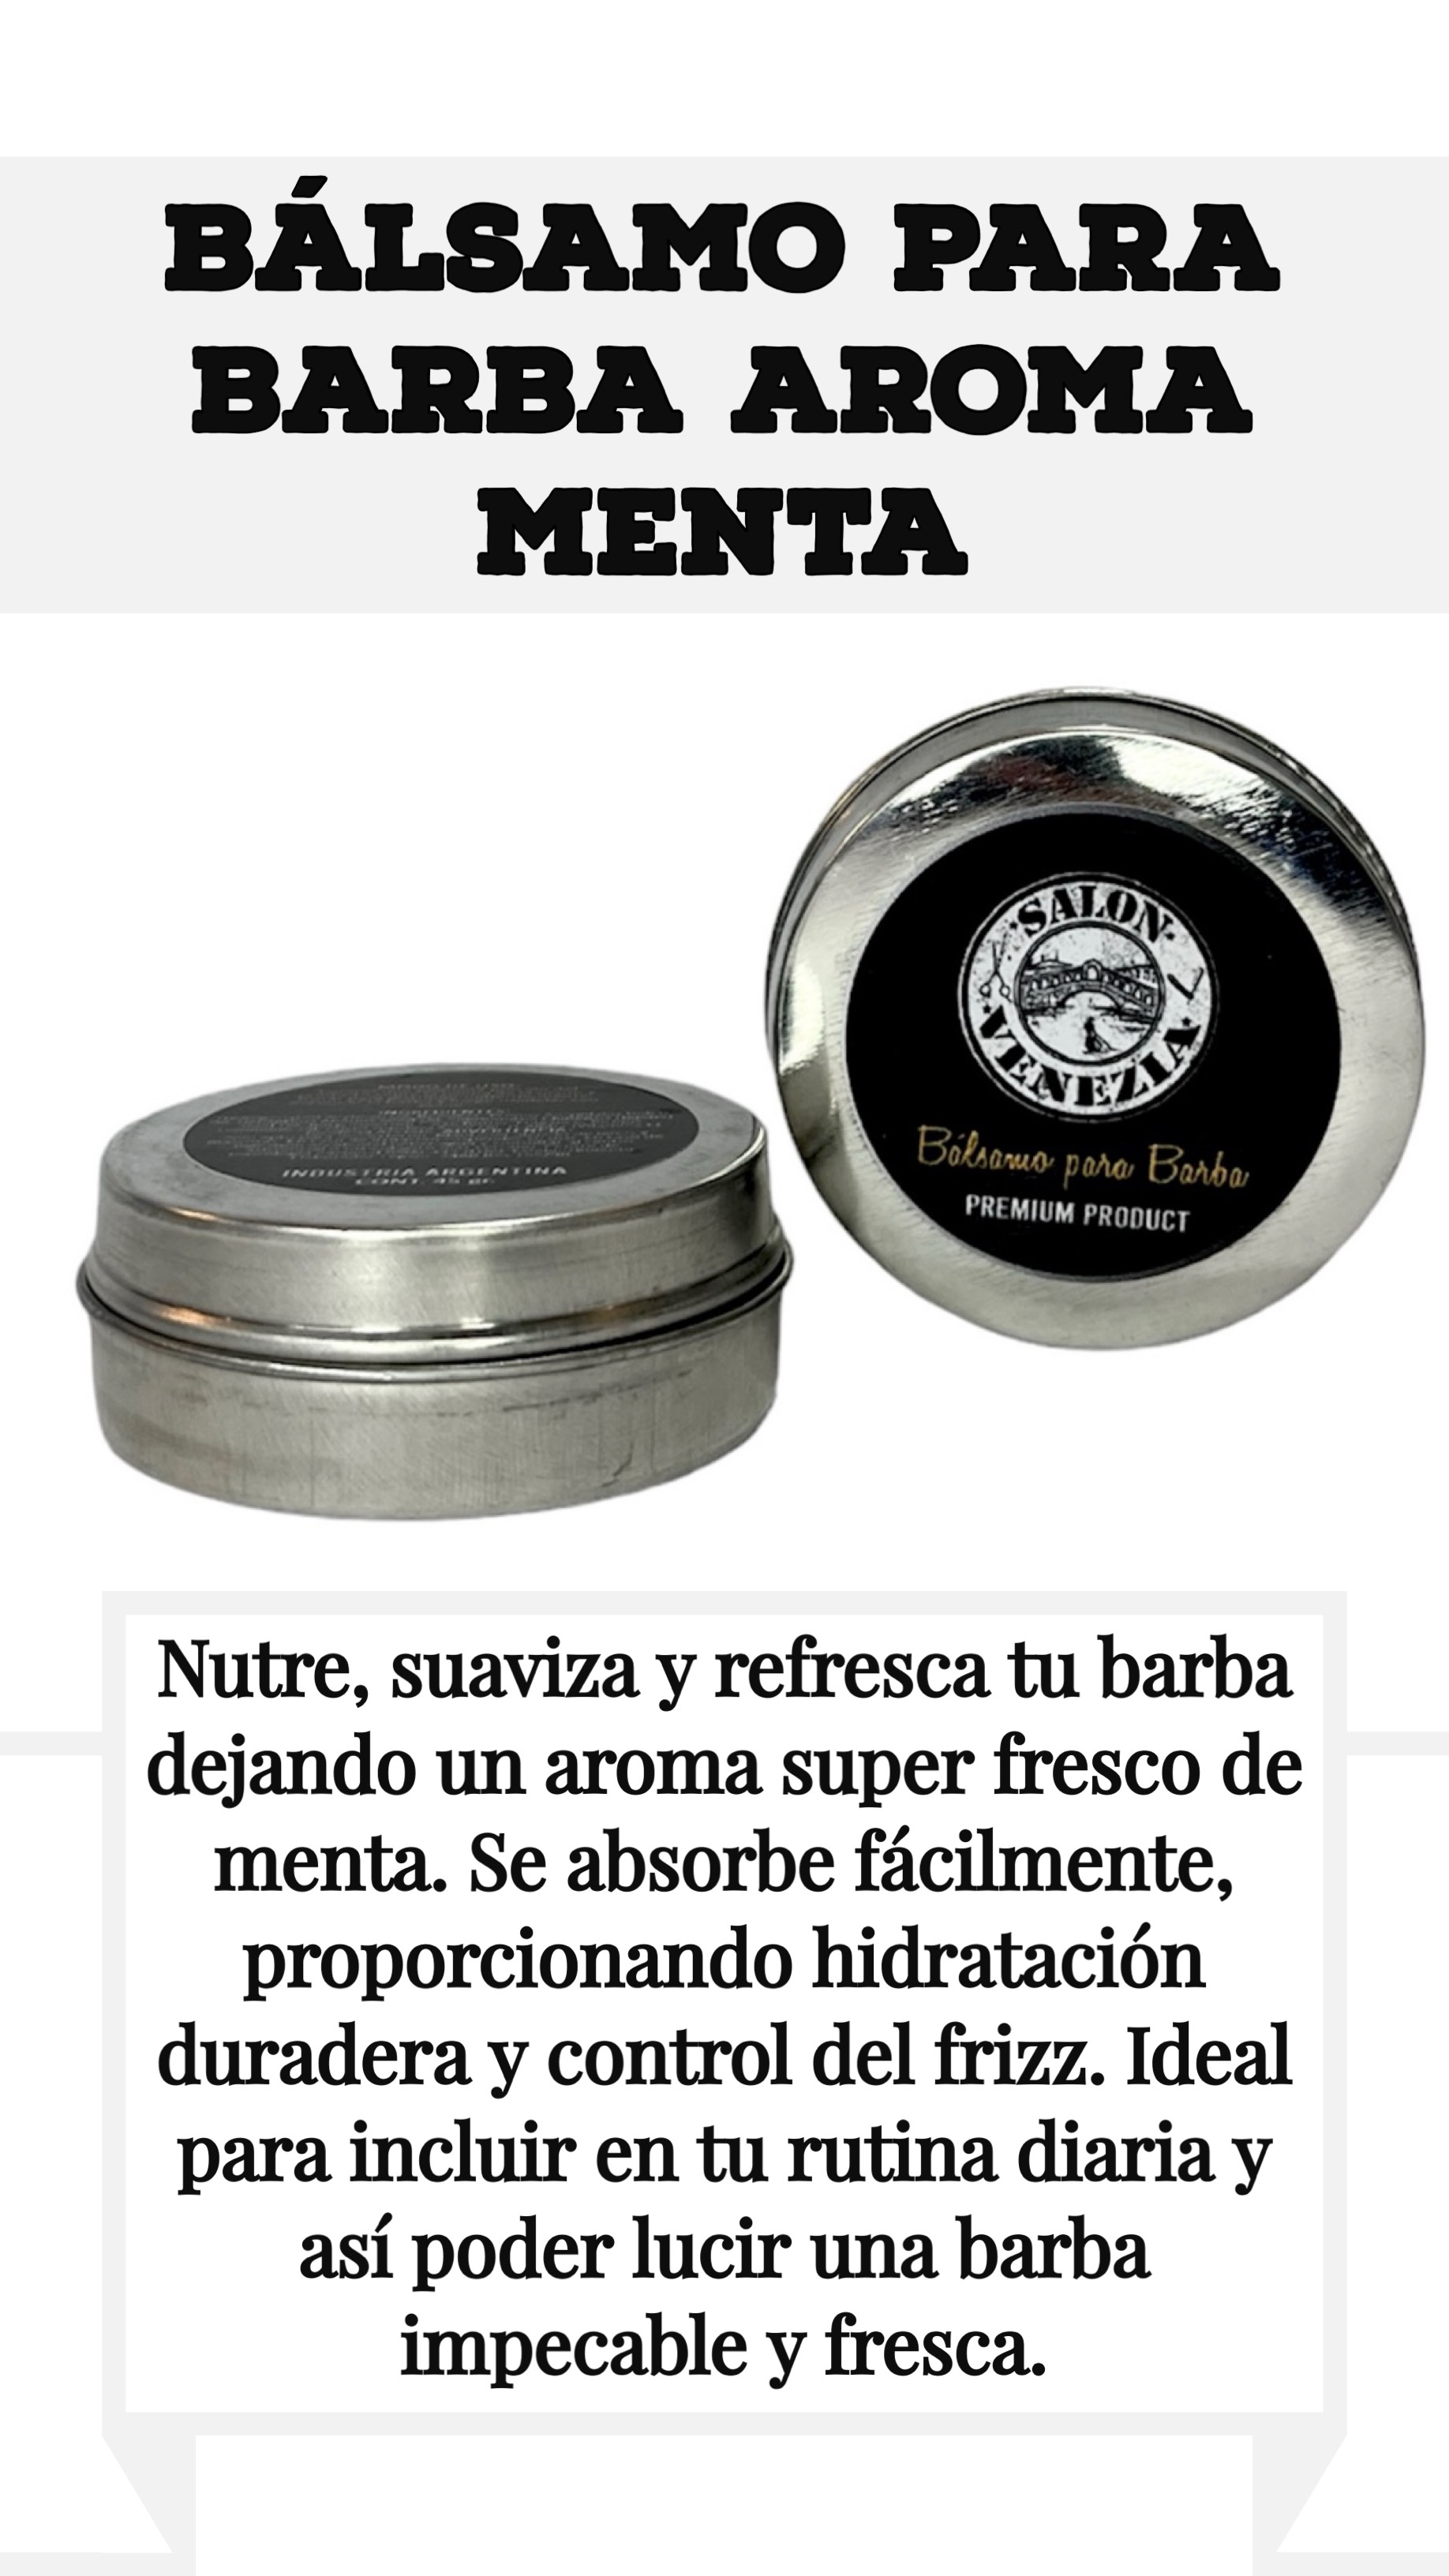 BÁLSAMO PARA
BARBA AROMA
MENTA
SALON
VENEZIA
Bálsamo para Barba
PREMIUM PRODUCT
INDUSTRIA ARGENTINA
CONT. 45 gr.
Nutre, suaviza y refresca tu barba
dejando un aroma super fresco de
menta. Se absorbe fácilmente,
proporcionando hidratación
duradera y control del frizz. Ideal
para incluir en tu rutina diaria y
así poder lucir una barba
impecable y fresca.